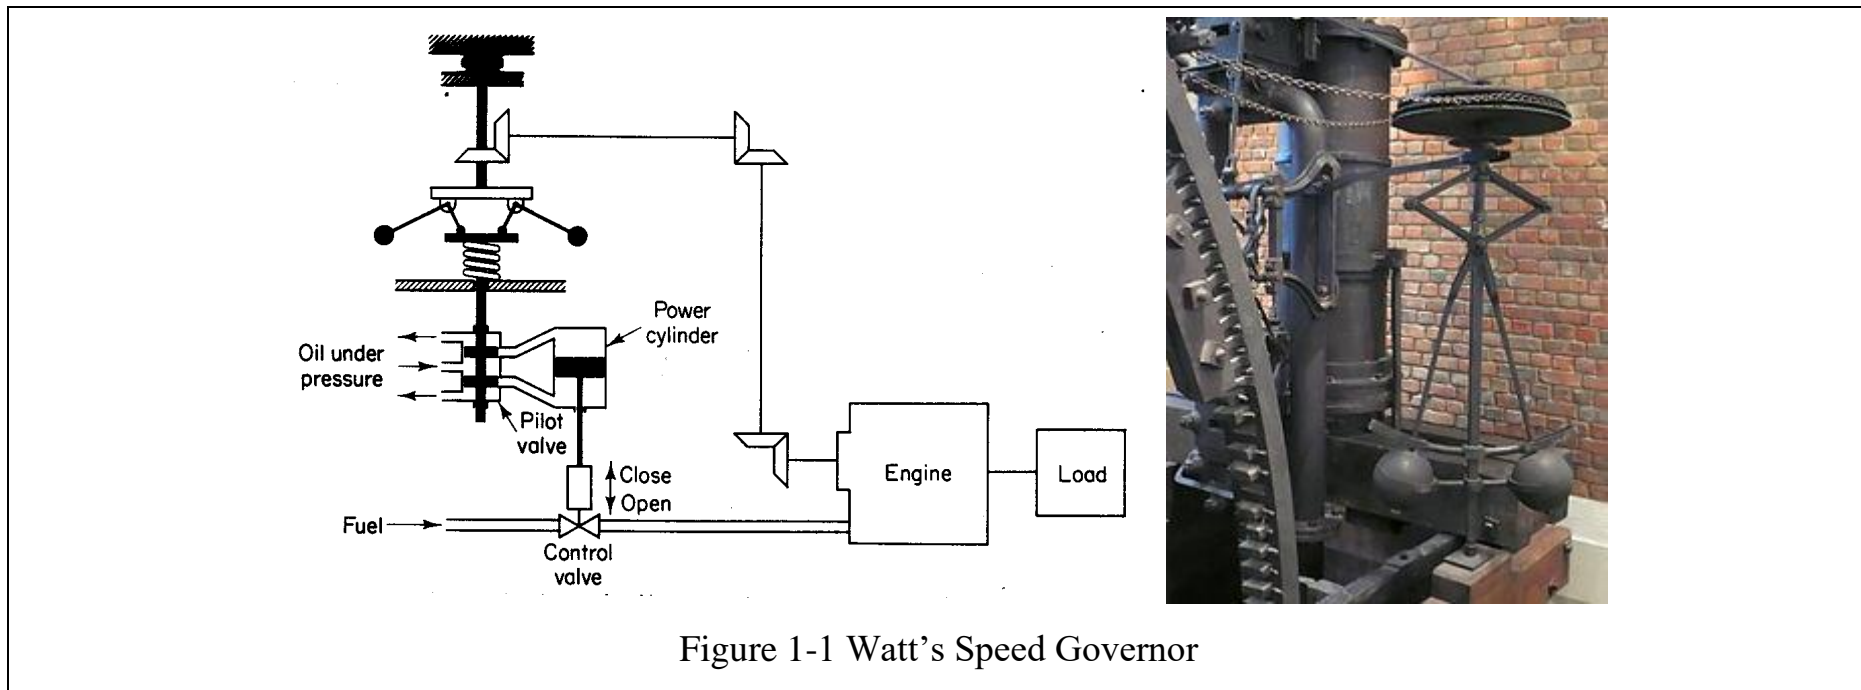 Power
cylinder
Oil under
pressure
Pilot
valve
Close
Open
Engine
Load
Fuel
Control
valve
Figure 1-1 Watt’s Speed Governor